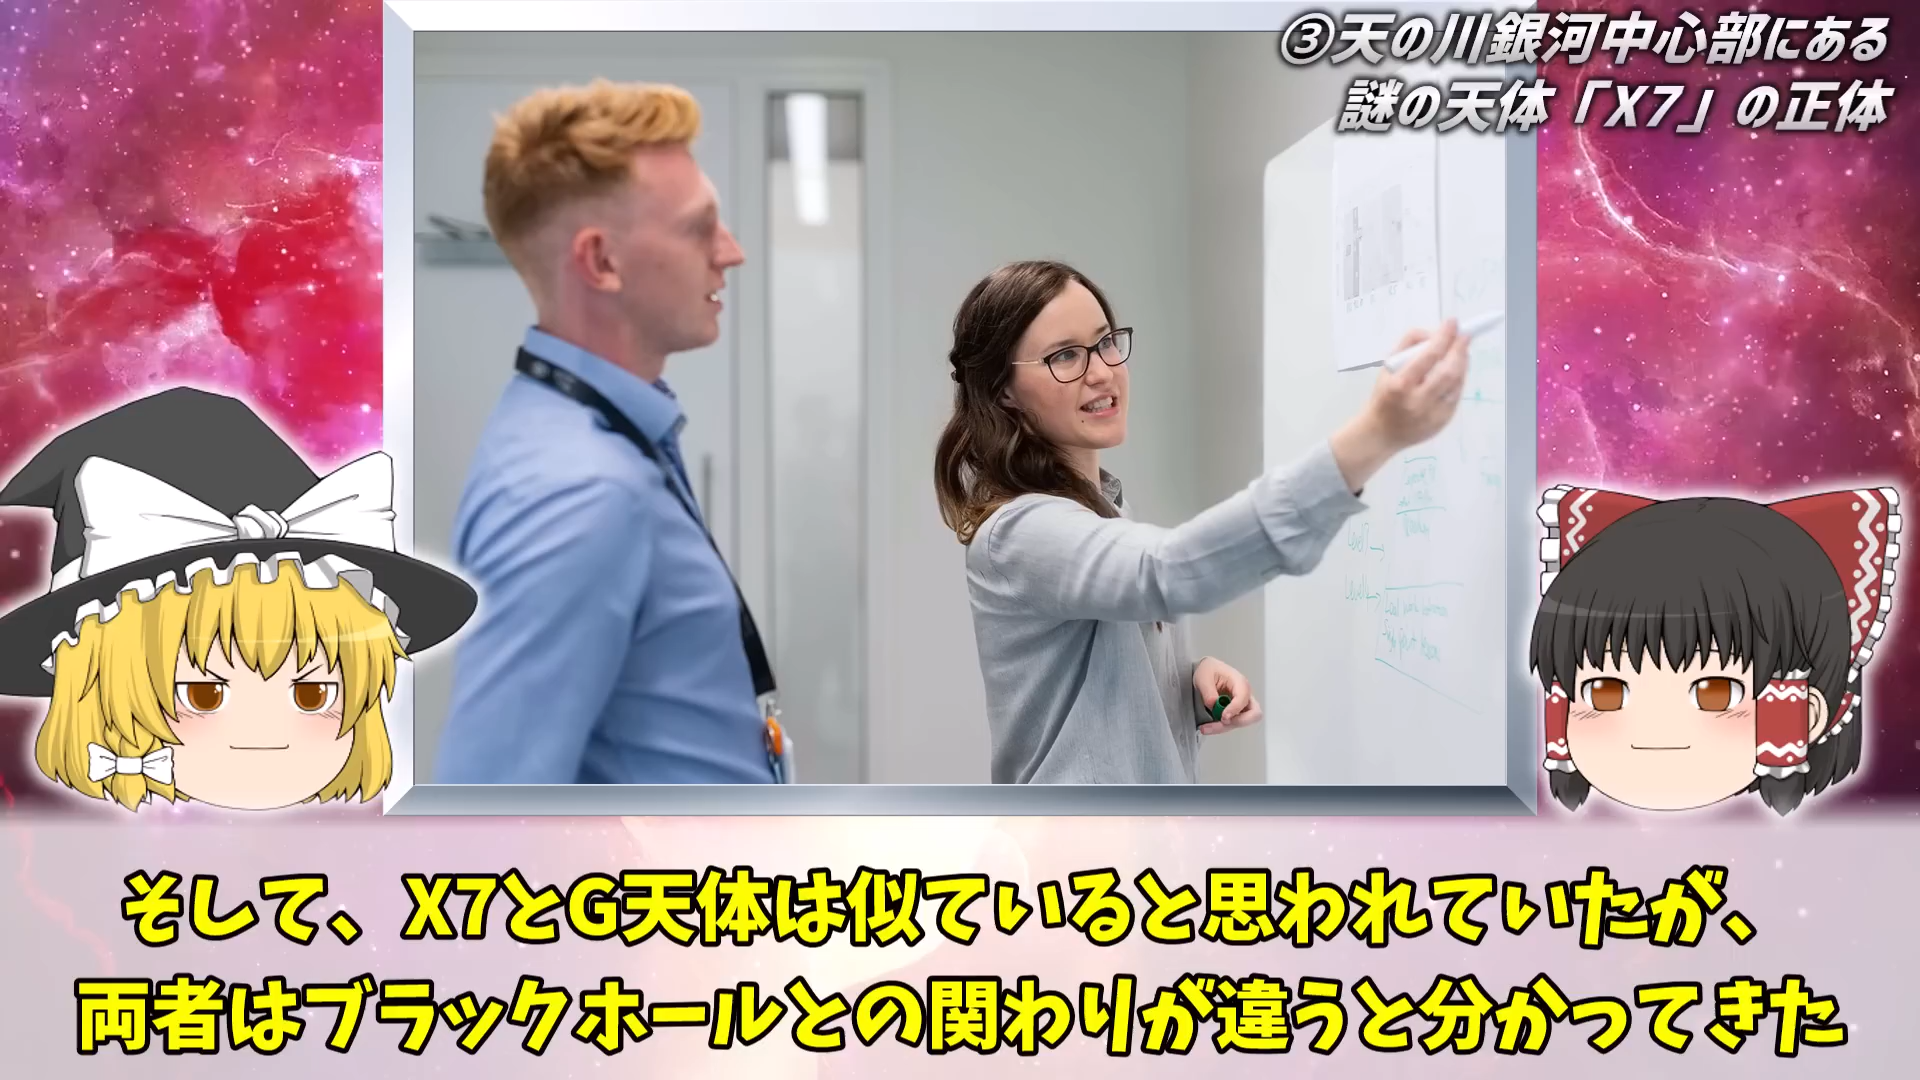 ③天の川銀河中心部にある
謎の天体「X7」の正体
そして、X7とG天体は似ていると思われていたが、
両者はブラックホールとの関わりが違うと分かってきた